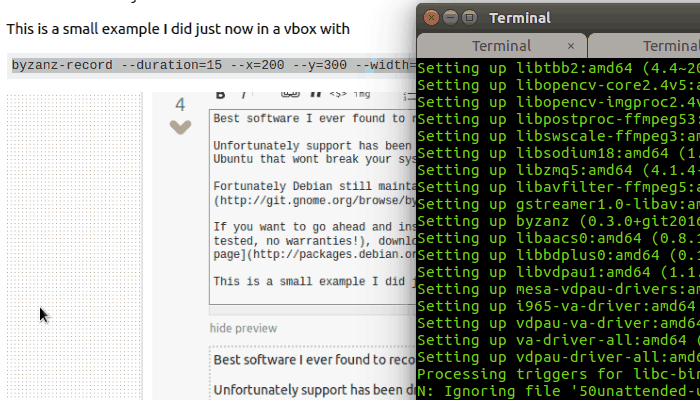 This is a small example I did just now in a vbox with
byzanz-record --duration=15 --x=200 --y=300 --width=
4
B I <$> img
Best software I ever found to
Unfortunately support has been
Ubuntu that wont break your sys
Fortunately Debian still mainta
(http://git.gnome.org/browse/by
If you want to go ahead and ins
tested, no warranties!), downlo
page](http://packages.debian.or
This is a small example I did j
hide preview
Best software I ever found to reco
Unfortunately support has been d
Terminal
Terminal ×
Terminal
Setting up libtbb2:amd64 (4.4~20
Setting up libopencv-core2.4v5:a
Setting up libopencv-imgproc2.4v
Setting up libpostproc-ffmpeg53:
Setting up libswscale-ffmpeg3:am
Setting up libsodium18:amd64 (1.
Setting up libzmq5:amd64 (4.1.4-
Setting up libavfilter-ffmpeg5:a
Setting up gstreamer1.0-libav:am
Setting up byzanz (0.3.0+git2016
Setting up libaacs0:amd64 (0.8.
Setting up libbdplus0:amd64 (0.1
Setting up libvdpau1:amd64 (1.1.
Setting up mesa-vdpau-drivers:am
Setting up i965-va-driver:amd64
Setting up vdpau-va-driver:amd64
Setting up va-driver-all:amd64 (
Setting up vdpau-driver-all:amd6
Processing triggers for libc-bin
N: Ignoring file '50unattended-u